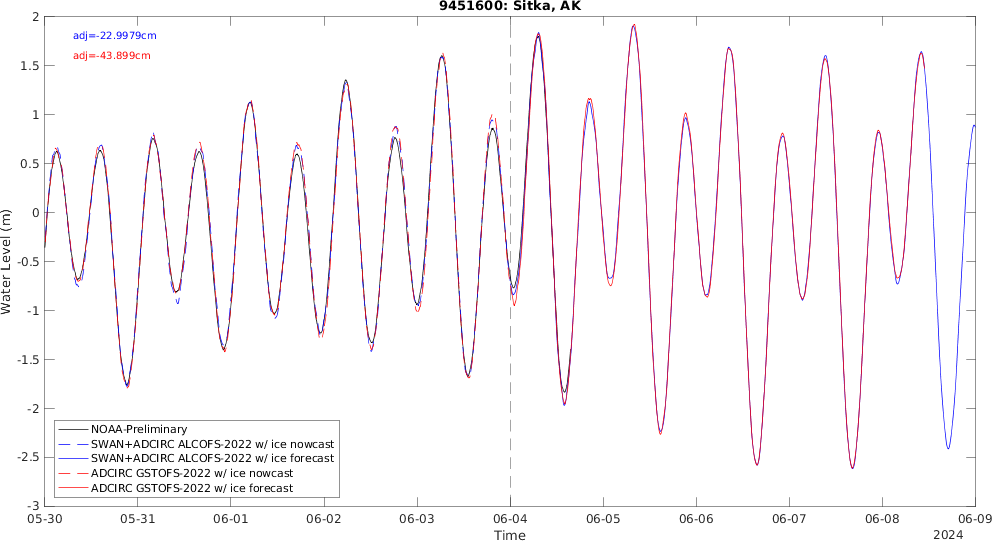 9451600: Sitka, AK
adj=-22.9979cm
adj=-43.899cm
2
1.5
1
0.5
0
-0.5
-1
-1.5
-2
-2.5
-3
Water Level (m)
NOAA-Preliminary
SWAN+ADCIRC ALCOFS-2022 w/ ice nowcast
SWAN+ADCIRC ALCOFS-2022 w/ ice forecast
ADCIRC GSTOFS-2022 w/ ice nowcast
ADCIRC GSTOFS-2022 w/ ice forecast
05-30 05-31 06-01 06-02 06-03 06-04 06-05 06-06 06-07 06-08 06-09
Time
2024